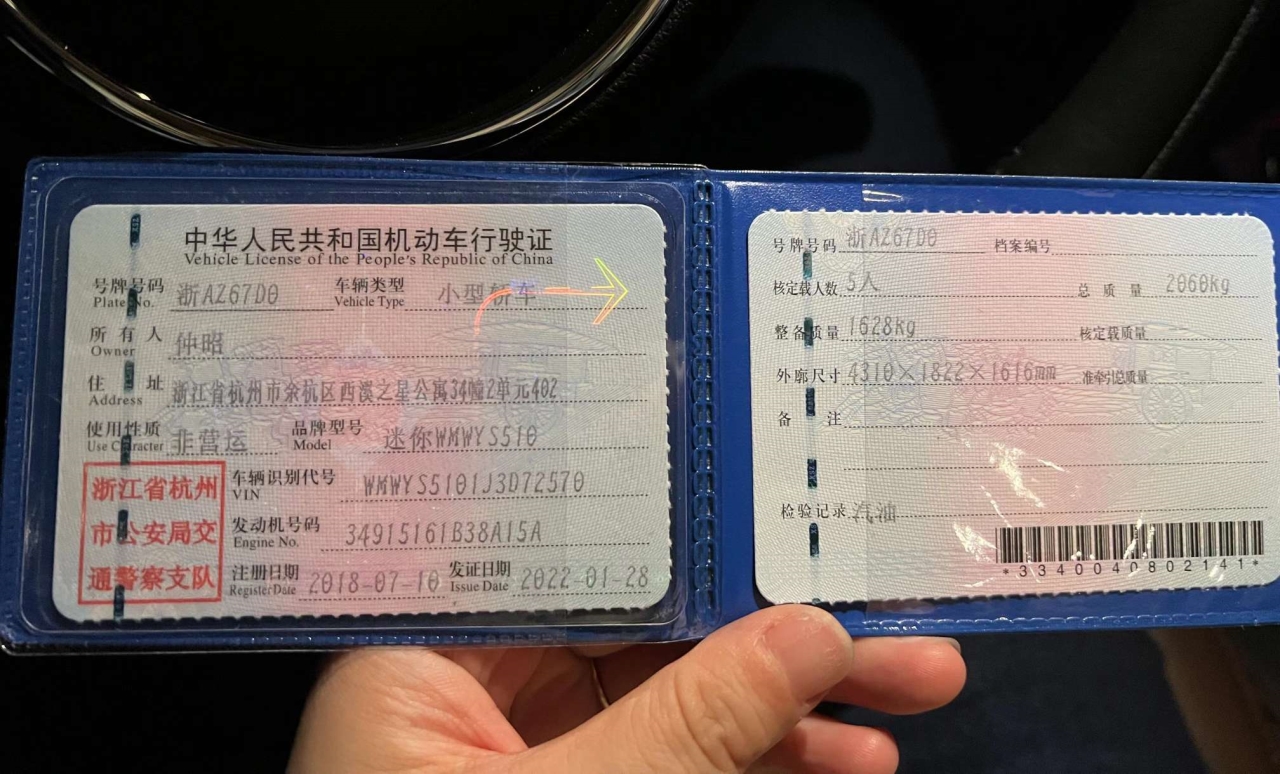 中华人民共和国机动车行驶证
Vehicle License of the People's Republic of China
号牌号码 浙AZ67D0 车辆类型 小型轿车
Plate No. Vehicle Type
所有人 仲昭
Owner
住址 浙江省杭州市余杭区西溪之星公寓34幢2单元402
Address
使用性质 非营运 品牌型号 迷你WMWYS510
Use Character Model
浙江省杭州
市公安局交
通警察支队
车辆识别代号 WMWYS5101J3D72570
VIN
发动机号码 34915161B38A15A
Engine No.
注册日期 2018-07-10 发证日期 2022-01-28
Register Date Issue Date
号牌号码 浙AZ67D0 档案编号
核定载人数 5人 总质量 2060kg
整备质量 1628kg 核定载质量
外廓尺寸 4310×1822×1616mm 准牵引总质量
备注
检验记录 汽油
*3340040802141*